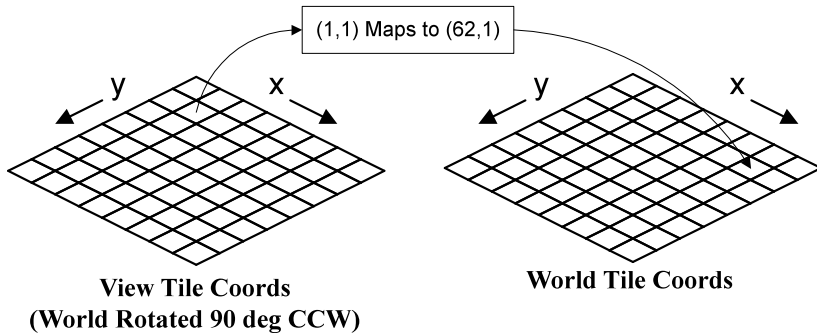 (1,1) Maps to (62,1)
y
x
y
x
View Tile Coords
(World Rotated 90 deg CCW)
World Tile Coords